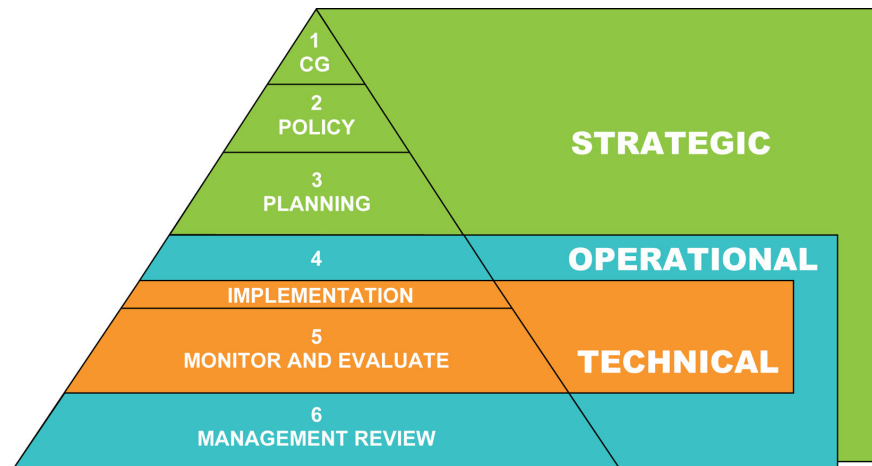 1
CG
2
POLICY
3
PLANNING
4
IMPLEMENTATION
5
MONITOR AND EVALUATE
6
MANAGEMENT REVIEW
STRATEGIC
OPERATIONAL
TECHNICAL